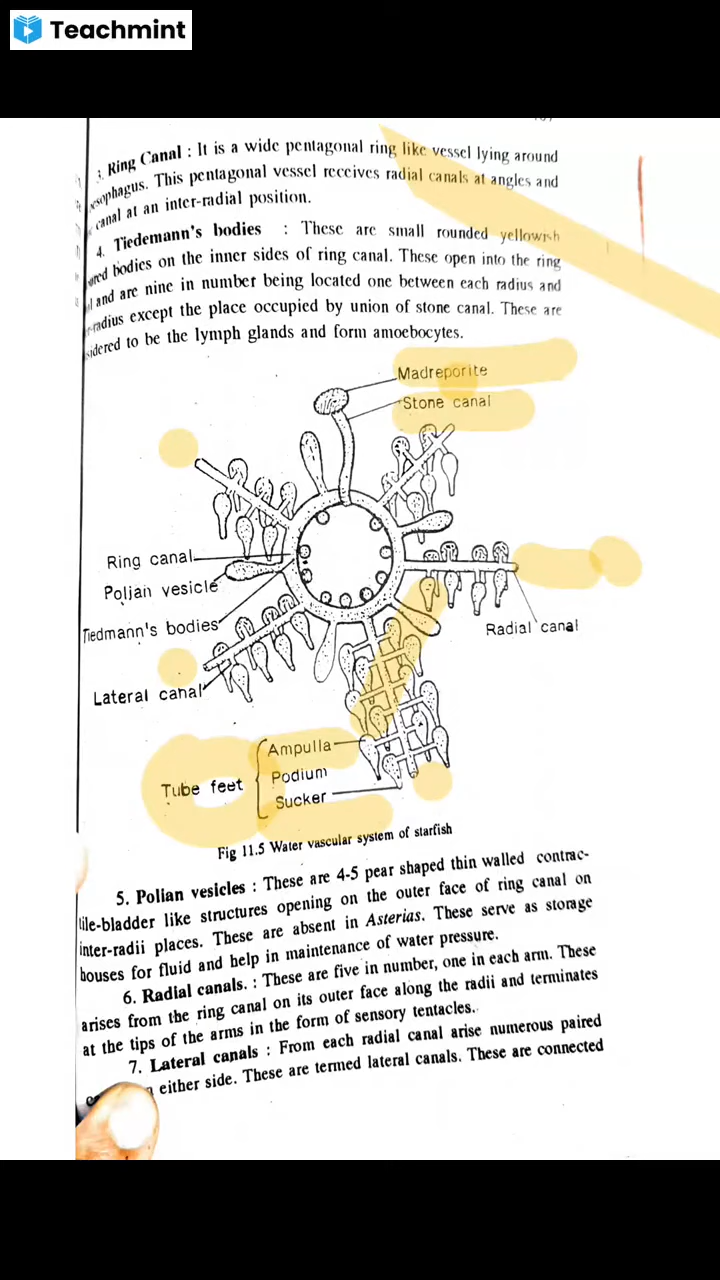 Teachmint
3. Ring Canal : It is a wide pentagonal ring like vessel lying around
This pentagonal vessel receives radial canals at angles and
canal at an inter-radial position.
4. Tiedemann's bodies : These are small rounded yellowish
bodies on the inner sides of ring canal. These open into the ring
and are nine in number being located one between each radius and
-radius except the place occupied by union of stone canal. These are
sidered to be the lymph glands and form amoebocytes.
Madreporite
Stone canal
Ring canal
Polian vesicle
Tiedmann's bodies
Radial canal
Lateral canal
Ampulla
Tube feet
Podium
Sucker
Fig 11.5 Water vascular system of starfish
5. Polian vesicles : These are 4-5 pear shaped thin walled contrac-
tile-bladder like structures opening on the outer face of ring canal on
inter-radii places. These are absent in Asterias. These serve as storage
houses for fluid and help in maintenance of water pressure.
6. Radial canals. : These are five in number, one in each arm. These
arises from the ring canal on its outer face along the radii and terminates
at the tips of the arms in the form of sensory tentacles.
7. Lateral canals : From each radial canal arise numerous paired
either side. These are termed lateral canals. These are connected